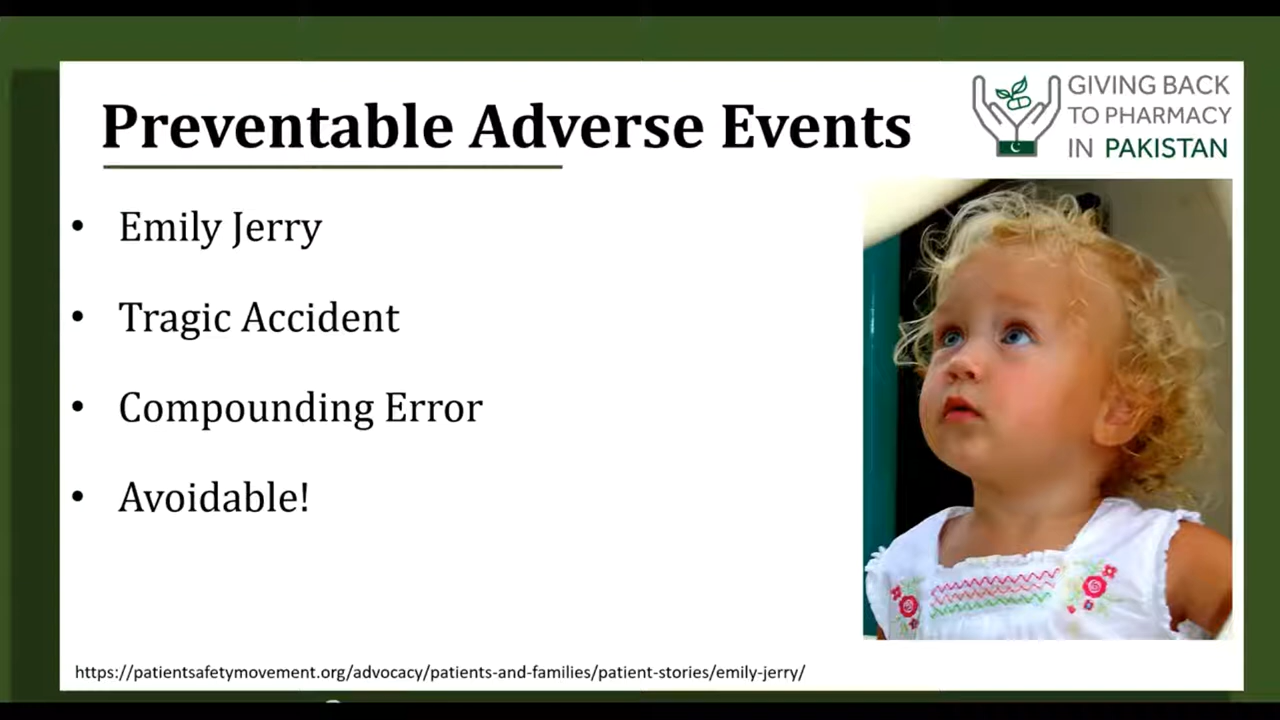 Preventable Adverse Events
GIVING BACK
TO PHARMACY
IN PAKISTAN
• Emily Jerry
• Tragic Accident
• Compounding Error
• Avoidable!
https://patientsafetymovement.org/advocacy/patients-and-families/patient-stories/emily-jerry/